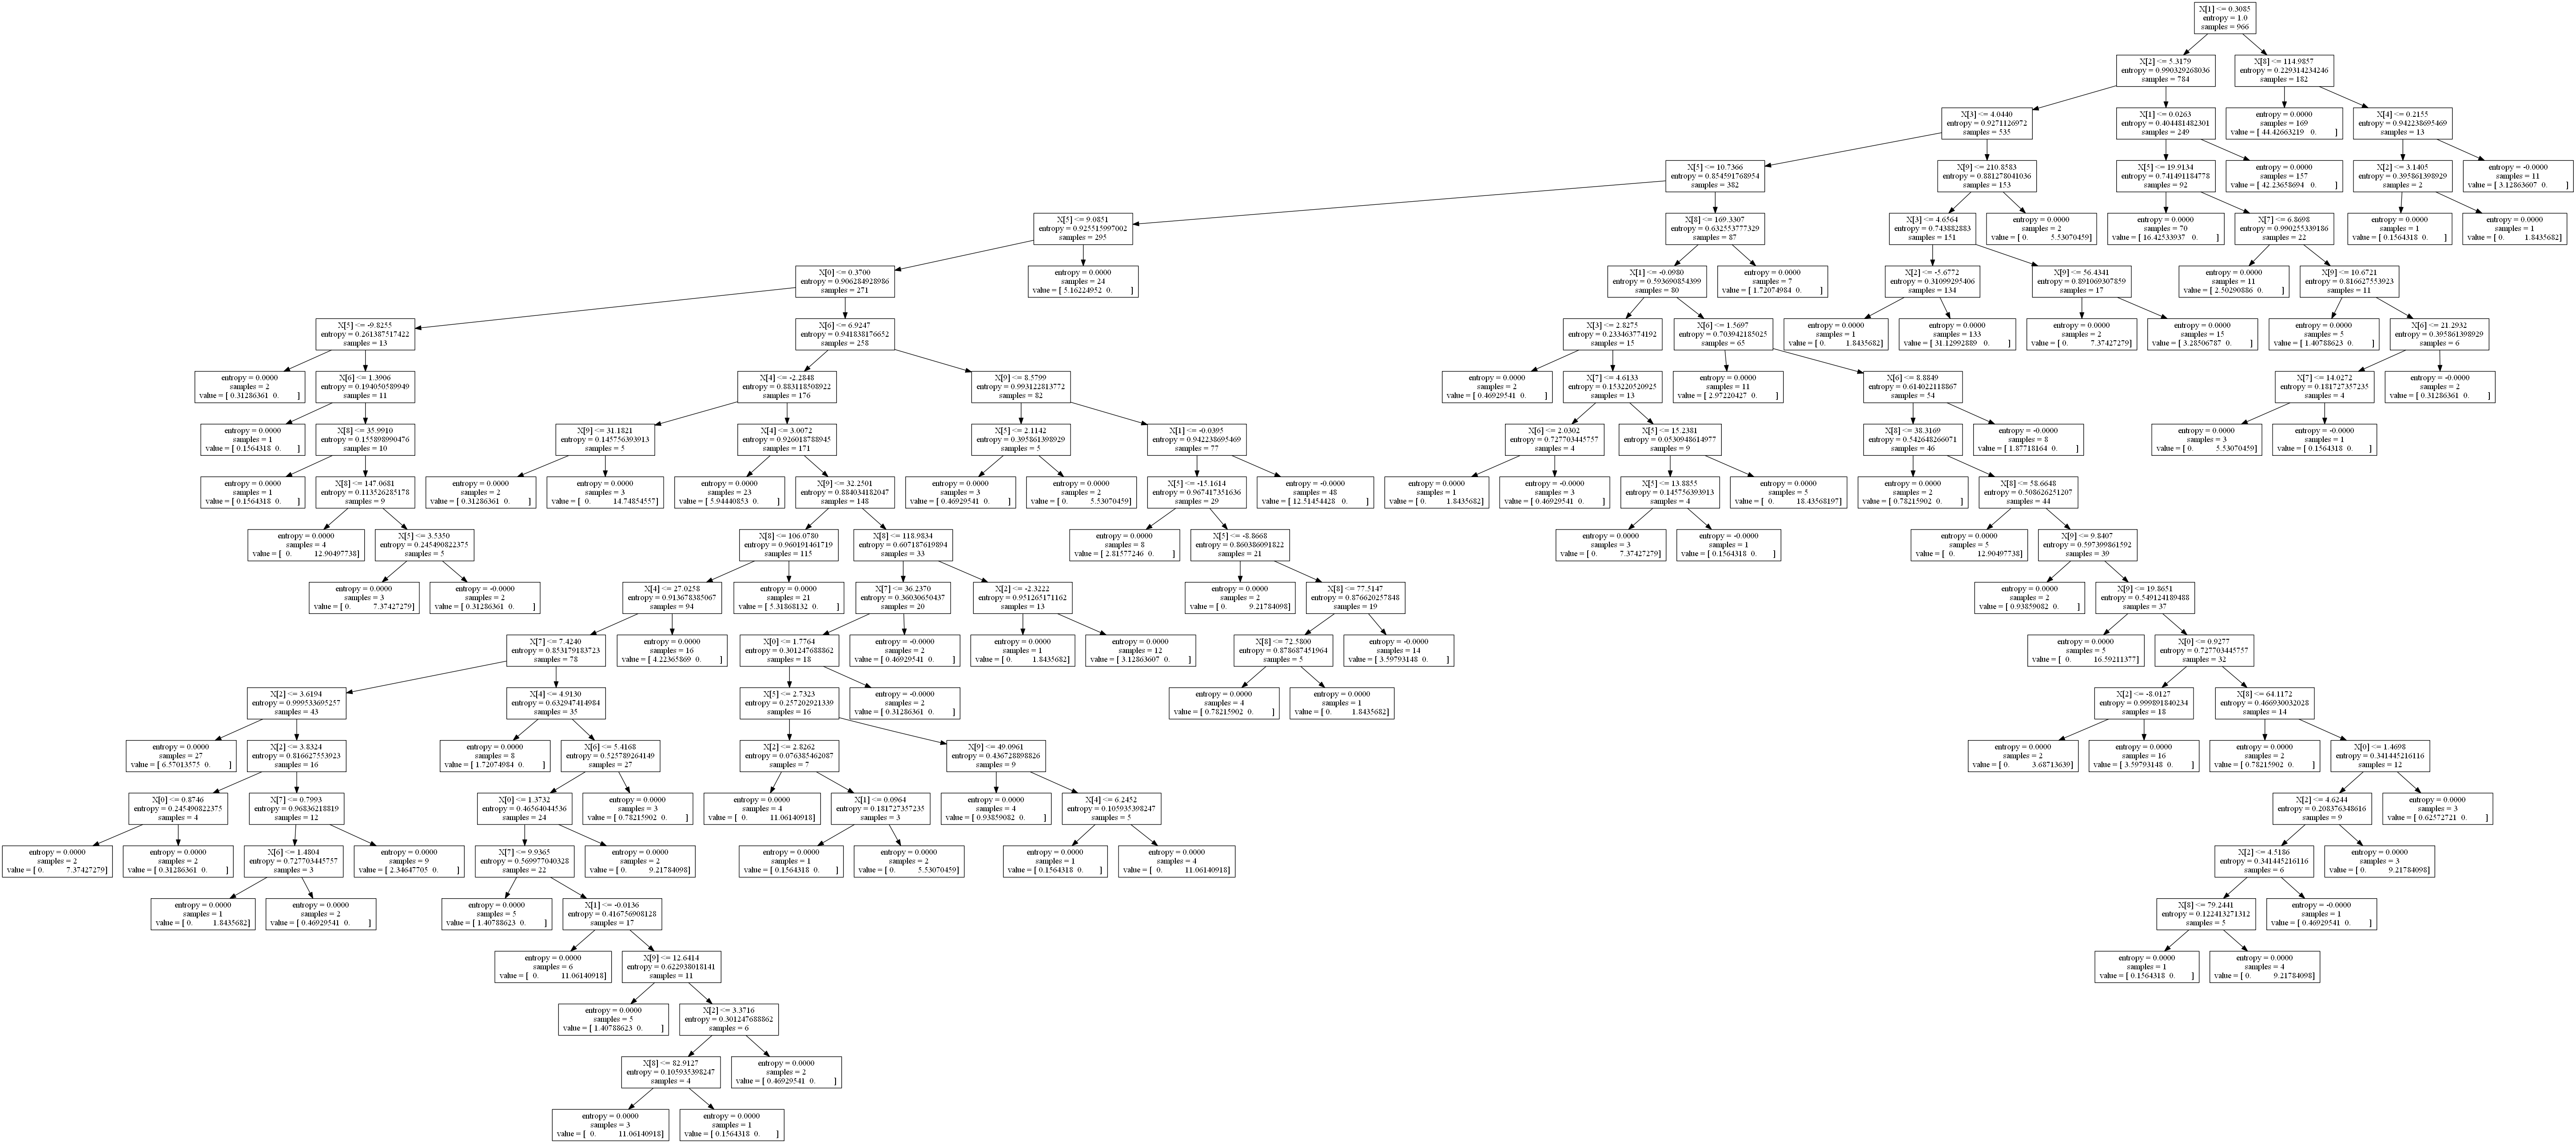 X[1] <= 0.3085
entropy = 1.0
samples = 966
X[2] <= 5.3179
entropy = 0.990329268036
samples = 784
X[8] <= 114.9857
entropy = 0.229314234246
samples = 182
X[3] <= 4.0440
entropy = 0.9271126972
samples = 535
X[1] <= 0.0263
entropy = 0.404481482301
samples = 249
entropy = 0.0000
samples = 169
value = [ 44.42663219 0. ]
X[4] <= 0.2155
entropy = 0.942238695469
samples = 13
X[5] <= 10.7366
entropy = 0.854591768954
samples = 382
X[9] <= 210.8583
entropy = 0.881278041036
samples = 153
X[5] <= 19.9134
entropy = 0.741491184778
samples = 92
entropy = 0.0000
samples = 157
value = [ 42.23658694 0. ]
X[2] <= 3.1405
entropy = 0.395861398929
samples = 2
entropy = -0.0000
samples = 11
value = [ 3.12863607 0. ]
X[5] <= 9.0851
entropy = 0.925515997002
samples = 295
X[8] <= 169.3307
entropy = 0.632553777329
samples = 87
X[3] <= 4.6564
entropy = 0.743882883
samples = 151
entropy = 0.0000
samples = 2
value = [ 0. 5.53070459]
entropy = 0.0000
samples = 70
value = [ 16.42533937 0. ]
X[7] <= 6.8698
entropy = 0.990255339186
samples = 22
entropy = 0.0000
samples = 1
value = [ 0.1564318 0. ]
entropy = 0.0000
samples = 1
value = [ 0. 1.8435682]
X[0] <= 0.3700
entropy = 0.906284928986
samples = 271
entropy = 0.0000
samples = 24
value = [ 5.16224952 0. ]
X[1] <= -0.0980
entropy = 0.593690854399
samples = 80
entropy = 0.0000
samples = 7
value = [ 1.72074984 0. ]
X[2] <= -5.6772
entropy = 0.31099295406
samples = 134
X[9] <= 56.4341
entropy = 0.891069307859
samples = 17
entropy = 0.0000
samples = 11
value = [ 2.50290886 0. ]
X[9] <= 10.6721
entropy = 0.816627553923
samples = 11
X[5] <= -9.8255
entropy = 0.261387517422
samples = 13
X[6] <= 6.9247
entropy = 0.941838176652
samples = 258
X[3] <= 2.8275
entropy = 0.233463774192
samples = 15
X[6] <= 1.5697
entropy = 0.703942185025
samples = 65
entropy = 0.0000
samples = 1
value = [ 0. 1.8435682]
entropy = 0.0000
samples = 133
value = [ 31.12992889 0. ]
entropy = 0.0000
samples = 2
value = [ 0. 7.37427279]
entropy = 0.0000
samples = 15
value = [ 3.28506787 0. ]
entropy = 0.0000
samples = 5
value = [ 1.40788623 0. ]
X[6] <= 21.2932
entropy = 0.395861398929
samples = 6
entropy = 0.0000
samples = 2
value = [ 0.31286361 0. ]
X[6] <= 1.3906
entropy = 0.194050589949
samples = 11
X[4] <= -2.2848
entropy = 0.883118508922
samples = 176
X[9] <= 8.5799
entropy = 0.993122813772
samples = 82
entropy = 0.0000
samples = 2
value = [ 0.46929541 0. ]
X[7] <= 4.6133
entropy = 0.153220520925
samples = 13
entropy = 0.0000
samples = 11
value = [ 2.97220427 0. ]
X[6] <= 8.8849
entropy = 0.614022118867
samples = 54
X[7] <= 14.0272
entropy = 0.181727357235
samples = 4
entropy = -0.0000
samples = 2
value = [ 0.31286361 0. ]
entropy = 0.0000
samples = 1
value = [ 0.1564318 0. ]
X[8] <= 35.9910
entropy = 0.155898990476
samples = 10
X[9] <= 31.1821
entropy = 0.145756393913
samples = 5
X[4] <= 3.0072
entropy = 0.926018788945
samples = 171
X[5] <= 2.1142
entropy = 0.395861398929
samples = 5
X[1] <= -0.0395
entropy = 0.942238695469
samples = 77
X[6] <= 2.0302
entropy = 0.727703445757
samples = 4
X[5] <= 15.2381
entropy = 0.0530948614977
samples = 9
X[8] <= 38.3169
entropy = 0.542648266071
samples = 46
entropy = -0.0000
samples = 8
value = [ 1.87718164 0. ]
entropy = 0.0000
samples = 3
value = [ 0. 5.53070459]
entropy = -0.0000
samples = 1
value = [ 0.1564318 0. ]
entropy = 0.0000
samples = 1
value = [ 0.1564318 0. ]
X[8] <= 147.0681
entropy = 0.113526285178
samples = 9
entropy = 0.0000
samples = 2
value = [ 0.31286361 0. ]
entropy = 0.0000
samples = 3
value = [ 0. 14.74854557]
entropy = 0.0000
samples = 23
value = [ 5.94440853 0. ]
X[9] <= 32.2501
entropy = 0.884034182047
samples = 148
entropy = 0.0000
samples = 3
value = [ 0.46929541 0. ]
entropy = 0.0000
samples = 2
value = [ 0. 5.53070459]
X[5] <= -15.1614
entropy = 0.967417351636
samples = 29
entropy = -0.0000
samples = 48
value = [ 12.51454428 0. ]
entropy = 0.0000
samples = 1
value = [ 0. 1.8435682]
entropy = -0.0000
samples = 3
value = [ 0.46929541 0. ]
X[5] <= 13.8855
entropy = 0.145756393913
samples = 4
entropy = 0.0000
samples = 5
value = [ 0. 18.43568197]
entropy = 0.0000
samples = 2
value = [ 0.78215902 0. ]
X[8] <= 58.6648
entropy = 0.508626251207
samples = 44
entropy = 0.0000
samples = 4
value = [ 0. 12.90497738]
X[5] <= 3.5350
entropy = 0.245490822375
samples = 5
X[8] <= 106.0780
entropy = 0.960191461719
samples = 115
X[8] <= 118.9834
entropy = 0.607187619894
samples = 33
entropy = 0.0000
samples = 8
value = [ 2.81577246 0. ]
X[5] <= -8.8668
entropy = 0.860386091822
samples = 21
entropy = 0.0000
samples = 3
value = [ 0. 7.37427279]
entropy = -0.0000
samples = 1
value = [ 0.1564318 0. ]
entropy = 0.0000
samples = 5
value = [ 0. 12.90497738]
X[9] <= 9.8407
entropy = 0.597399861592
samples = 39
entropy = 0.0000
samples = 3
value = [ 0. 7.37427279]
entropy = -0.0000
samples = 2
value = [ 0.31286361 0. ]
X[4] <= 27.0258
entropy = 0.913678385067
samples = 94
entropy = 0.0000
samples = 21
value = [ 5.31868132 0. ]
X[7] <= 36.2370
entropy = 0.36030650437
samples = 20
X[2] <= -2.3222
entropy = 0.951265171162
samples = 13
entropy = 0.0000
samples = 2
value = [ 0. 9.21784098]
X[8] <= 77.5147
entropy = 0.876620257848
samples = 19
entropy = 0.0000
samples = 2
value = [ 0.93859082 0. ]
X[9] <= 19.8651
entropy = 0.549124189488
samples = 37
X[7] <= 7.4240
entropy = 0.853179183723
samples = 78
entropy = 0.0000
samples = 16
value = [ 4.22365869 0. ]
X[0] <= 1.7764
entropy = 0.301247688862
samples = 18
entropy = -0.0000
samples = 2
value = [ 0.46929541 0. ]
entropy = 0.0000
samples = 1
value = [ 0. 1.8435682]
entropy = 0.0000
samples = 12
value = [ 3.12863607 0. ]
X[8] <= 72.5800
entropy = 0.878687451964
samples = 5
entropy = -0.0000
samples = 14
value = [ 3.59793148 0. ]
entropy = 0.0000
samples = 5
value = [ 0. 16.59211377]
X[0] <= 0.9277
entropy = 0.727703445757
samples = 32
X[2] <= 3.6194
entropy = 0.999533695257
samples = 43
X[4] <= 4.9130
entropy = 0.632947414984
samples = 35
X[5] <= 2.7323
entropy = 0.257202921339
samples = 16
entropy = -0.0000
samples = 2
value = [ 0.31286361 0. ]
entropy = 0.0000
samples = 4
value = [ 0.78215902 0. ]
entropy = 0.0000
samples = 1
value = [ 0. 1.8435682]
X[2] <= -8.0127
entropy = 0.999891840234
samples = 18
X[8] <= 64.1172
entropy = 0.466930032028
samples = 14
entropy = 0.0000
samples = 27
value = [ 6.57013575 0. ]
X[2] <= 3.8324
entropy = 0.816627553923
samples = 16
entropy = 0.0000
samples = 8
value = [ 1.72074984 0. ]
X[6] <= 5.4168
entropy = 0.525789264149
samples = 27
X[2] <= 2.8262
entropy = 0.076385462087
samples = 7
X[9] <= 49.0961
entropy = 0.436728898826
samples = 9
entropy = 0.0000
samples = 2
value = [ 0. 3.68713639]
entropy = 0.0000
samples = 16
value = [ 3.59793148 0. ]
entropy = 0.0000
samples = 2
value = [ 0.78215902 0. ]
X[0] <= 1.4698
entropy = 0.341445216116
samples = 12
X[0] <= 0.8746
entropy = 0.245490822375
samples = 4
X[7] <= 0.7993
entropy = 0.96836218819
samples = 12
X[0] <= 1.3732
entropy = 0.46564044536
samples = 24
entropy = 0.0000
samples = 3
value = [ 0.78215902 0. ]
entropy = 0.0000
samples = 4
value = [ 0. 11.06140918]
X[1] <= 0.0964
entropy = 0.181727357235
samples = 3
entropy = 0.0000
samples = 4
value = [ 0.93859082 0. ]
X[4] <= 6.2452
entropy = 0.105935398247
samples = 5
X[2] <= 4.6244
entropy = 0.208376348616
samples = 9
entropy = 0.0000
samples = 3
value = [ 0.62572721 0. ]
entropy = 0.0000
samples = 2
value = [ 0. 7.37427279]
entropy = 0.0000
samples = 2
value = [ 0.31286361 0. ]
X[6] <= 1.4804
entropy = 0.727703445757
samples = 3
entropy = 0.0000
samples = 9
value = [ 2.34647705 0. ]
X[7] <= 9.9365
entropy = 0.569977040328
samples = 22
entropy = 0.0000
samples = 2
value = [ 0. 9.21784098]
entropy = 0.0000
samples = 1
value = [ 0.1564318 0. ]
entropy = 0.0000
samples = 2
value = [ 0. 5.53070459]
entropy = 0.0000
samples = 1
value = [ 0.1564318 0. ]
entropy = 0.0000
samples = 4
value = [ 0. 11.06140918]
X[2] <= 4.5186
entropy = 0.341445216116
samples = 6
entropy = 0.0000
samples = 3
value = [ 0. 9.21784098]
entropy = 0.0000
samples = 1
value = [ 0. 1.8435682]
entropy = 0.0000
samples = 2
value = [ 0.46929541 0. ]
entropy = 0.0000
samples = 5
value = [ 1.40788623 0. ]
X[1] <= -0.0136
entropy = 0.416756908128
samples = 17
X[8] <= 79.2441
entropy = 0.122413271312
samples = 5
entropy = -0.0000
samples = 1
value = [ 0.46929541 0. ]
entropy = 0.0000
samples = 6
value = [ 0. 11.06140918]
X[9] <= 12.6414
entropy = 0.622938018141
samples = 11
entropy = 0.0000
samples = 1
value = [ 0.1564318 0. ]
entropy = 0.0000
samples = 4
value = [ 0. 9.21784098]
entropy = 0.0000
samples = 5
value = [ 1.40788623 0. ]
X[2] <= 3.3716
entropy = 0.301247688862
samples = 6
X[8] <= 82.9127
entropy = 0.105935398247
samples = 4
entropy = 0.0000
samples = 2
value = [ 0.46929541 0. ]
entropy = 0.0000
samples = 3
value = [ 0. 11.06140918]
entropy = 0.0000
samples = 1
value = [ 0.1564318 0. ]